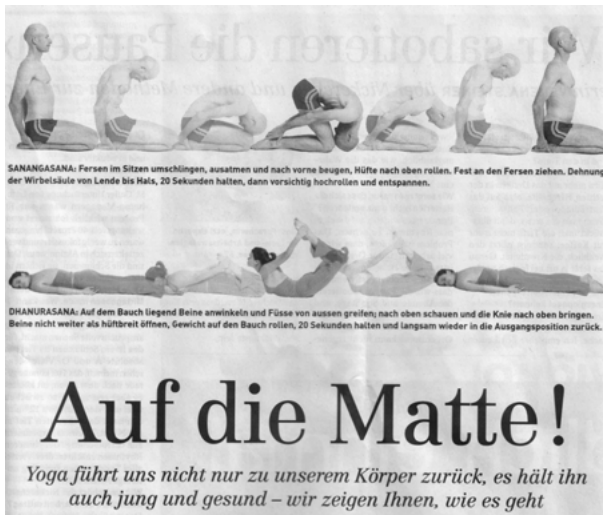 Wir sabotieren die Pause
SANANGASANA: Fersen im Sitzen umschlingen, ausatmen und nach vorne beugen, Hüfte nach oben rollen. Fest an den Fersen ziehen. Dehnung
der Wirbelsäule von Lende bis Hals, 20 Sekunden halten, dann vorsichtig hochrollen und entspannen.
DHANURASANA: Auf dem Bauch liegend Beine anwinkeln und Füsse von aussen greifen; nach oben schauen und die Knie nach oben bringen.
Beine nicht weiter als hüftbreit öffnen, Gewicht auf den Bauch rollen, 20 Sekunden halten und langsam wieder in die Ausgangsposition zurück.
Auf die Matte!
Yoga führt uns nicht nur zu unserem Körper zurück, es hält ihn
auch jung und gesund – wir zeigen Ihnen, wie es geht